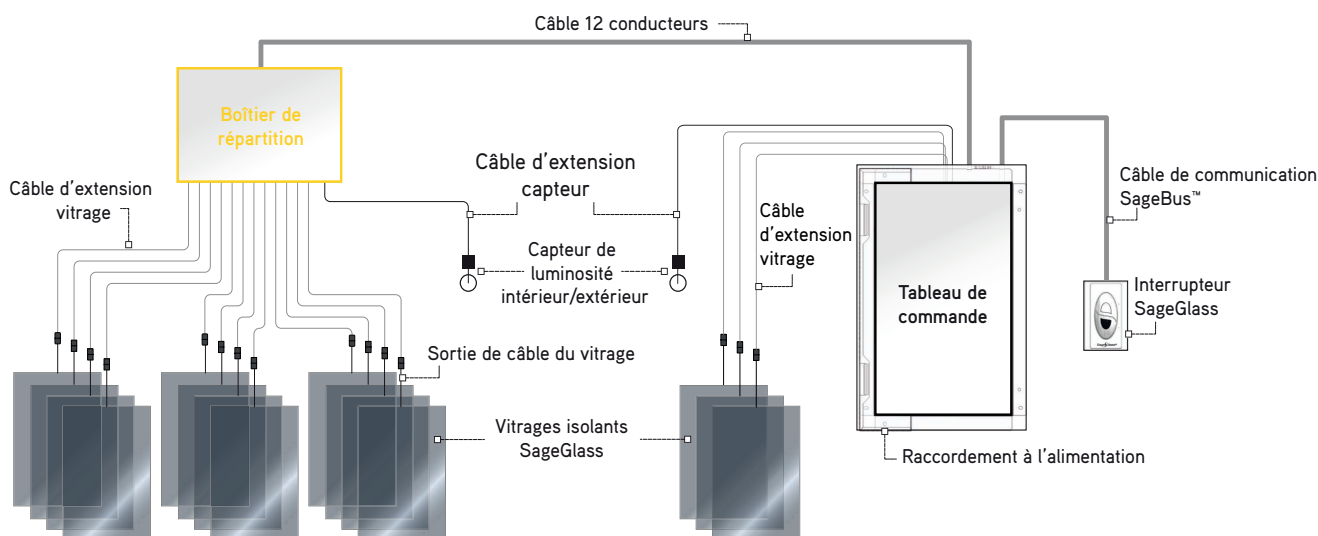 Câble 12 conducteurs
Boîtier de
répartition
Câble d'extension
capteur
Câble d'extension
vitrage
Câble de communication
SageBus™
Câble
d'extension
vitrage
Capteur de
luminosité
intérieur/extérieur
Tableau de
commande
Interrupteur
SageGlass
Sortie de câble du vitrage
Vitrages isolants
SageGlass
Raccordement à l'alimentation